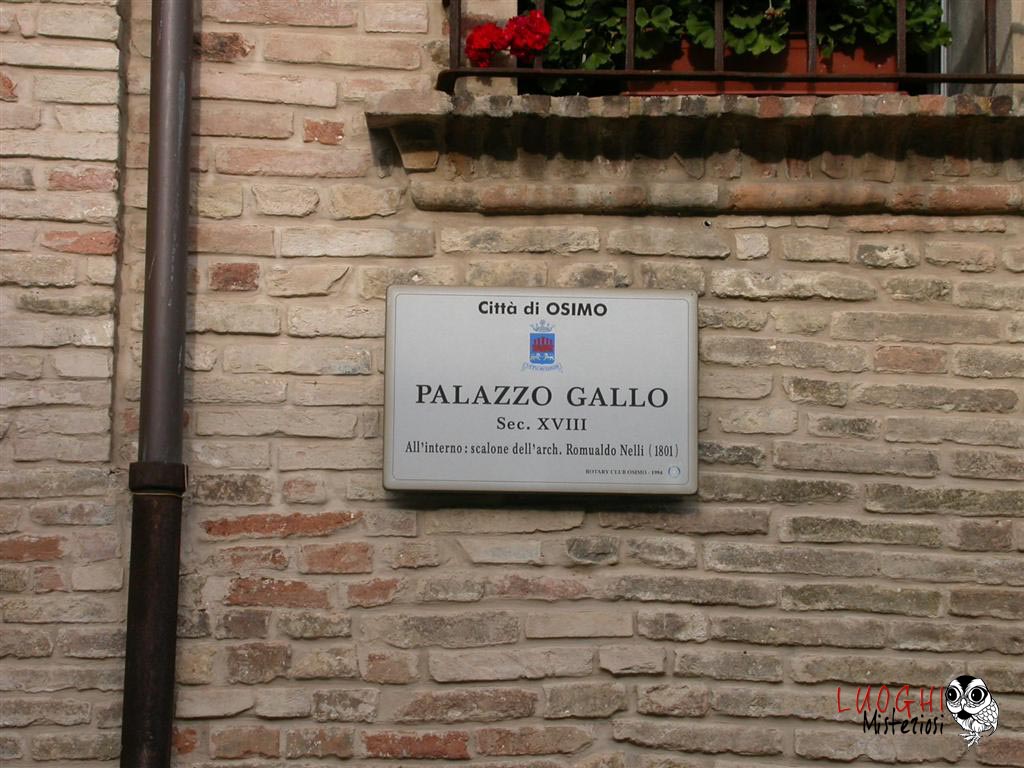 Città di OSIMO
PALAZZO GALLO
Sec. XVIII
All'interno: scalone dell'arch. Romualdo Nelli (1801)
ROTARY CLUB OSIMO - 1994
LUOGHI
Misteriosi